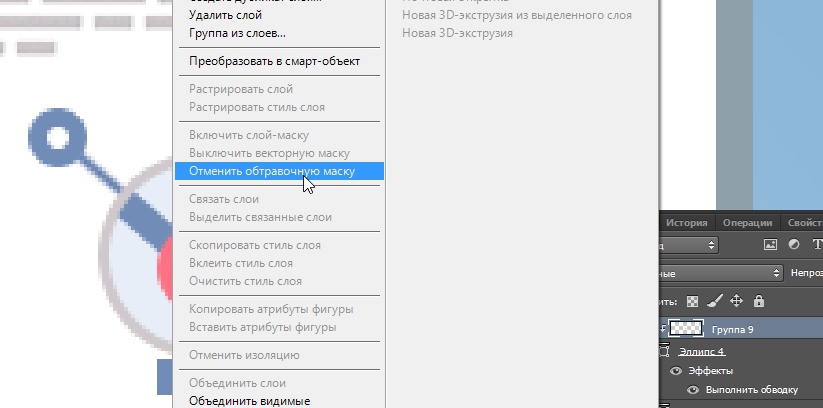 Удалить слой
Группа из слоев...
Преобразовать в смарт-объект
Растрировать слой
Растрировать стиль слоя
Включить слой-маску
Выключить векторную маску
Отменить обтравочную маску
Связать слои
Выделить связанные слои
Скопировать стиль слоя
Вклеить стиль слоя
Очистить стиль слоя
Копировать атрибуты фигуры
Вставить атрибуты фигуры
Отменить изоляцию
Объединить слои
Объединить видимые
Новая 3D-экструзия из выделенного слоя
Новая 3D-экструзия
История Операции
Группа 9
Эллипс 4
Эффекты
Выполнить обводку